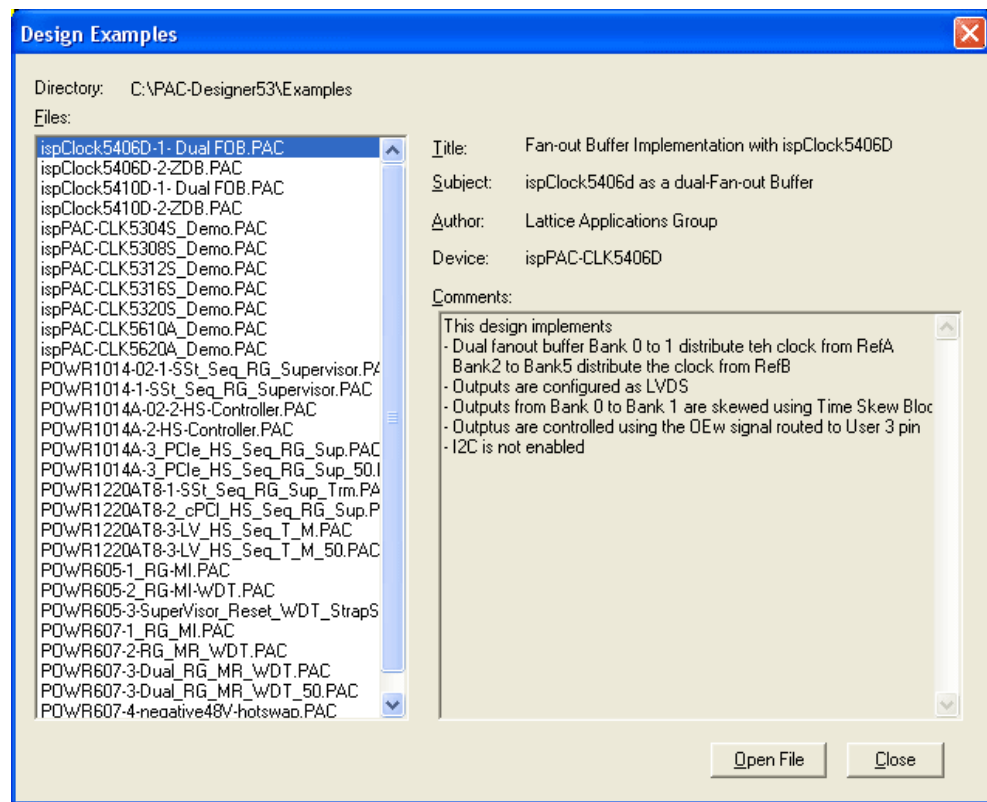 Design Examples
Directory: C:\PAC-Designer53\Examples
Files:
ispClock5406D-1- Dual FOB.PAC
ispClock5406D-2-ZDB.PAC
ispClock5410D-1- Dual FOB.PAC
ispClock5410D-2-ZDB.PAC
ispPAC-CLK5304S_Demo.PAC
ispPAC-CLK5308S_Demo.PAC
ispPAC-CLK5312S_Demo.PAC
ispPAC-CLK5316S_Demo.PAC
ispPAC-CLK5320S_Demo.PAC
ispPAC-CLK5610A_Demo.PAC
ispPAC-CLK5620A_Demo.PAC
POWR1014-02-1-SSt_Seq_RG_Supervisor.PA
POWR1014-1-SSt_Seq_RG_Supervisor.PAC
POWR1014A-02-2-HS-Controller.PAC
POWR1014A-2-HS-Controller.PAC
POWR1014A-3_PCIe_HS_Seq_RG_Sup.PAC
POWR1014A-3_PCIe_HS_Seq_RG_Sup_50.I
POWR1220AT8-1-SSt_Seq_RG_Sup_Trm.PA
POWR1220AT8-2_cPCI_HS_Seq_RG_Sup.P
POWR1220AT8-3-LV_HS_Seq_T_M.PAC
POWR1220AT8-3-LV_HS_Seq_T_M_50.PAC
POWR605-1_RG-MI.PAC
POWR605-2_RG-MI-WDT.PAC
POWR605-3-SuperVisor_Reset_WDT_StrapS
POWR607-1_RG_MI.PAC
POWR607-2-RG_MR_WDT.PAC
POWR607-3-Dual_RG_MR_WDT.PAC
POWR607-3-Dual_RG_MR_WDT_50.PAC
POWR607-4-negative48V-hotswap.PAC
Title: Fan-out Buffer Implementation with ispClock5406D
Subject: ispClock5406d as a dual-Fan-out Buffer
Author: Lattice Applications Group
Device: ispPAC-CLK5406D
Comments:
This design implements
- Dual fanout buffer Bank 0 to 1 distribute teh clock from RefA
Bank2 to Bank5 distribute the clock from RefB
- Outputs are configured as LVDS
- Outputs from Bank 0 to Bank 1 are skewed using Time Skew Bloc
- Outptus are controlled using the OEw signal routed to User 3 pin
- I2C is not enabled
Open File
Close